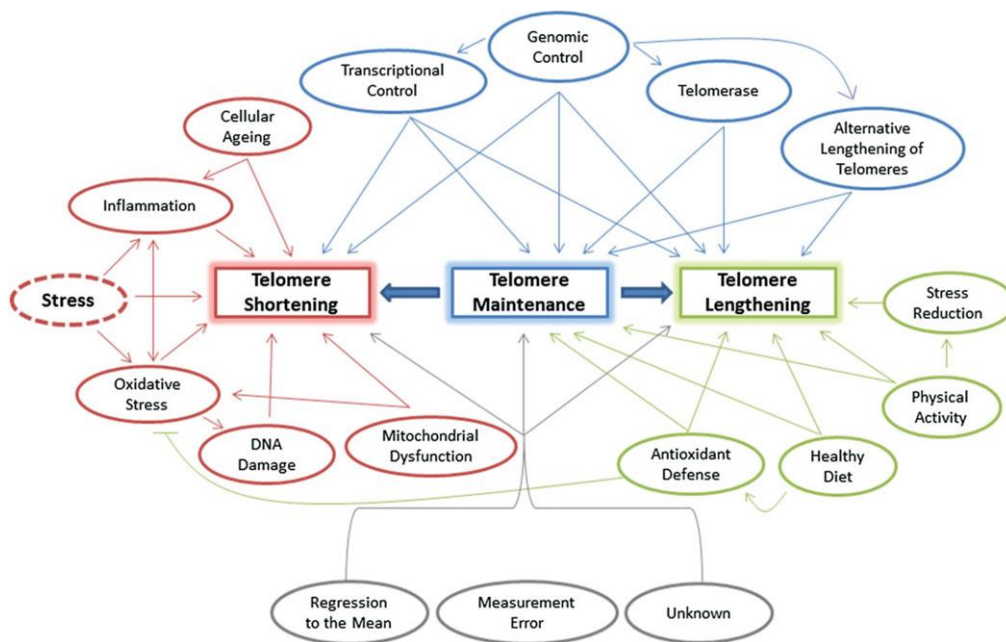 Genomic
Control
Transcriptional
Control
Telomerase
Cellular
Ageing
Alternative
Lengthening of
Telomeres
Inflammation
Stress
Telomere
Shortening
Telomere
Maintenance
Telomere
Lengthening
Stress
Reduction
Oxidative
Stress
Physical
Activity
DNA
Damage
Mitochondrial
Dysfunction
Antioxidant
Defense
Healthy
Diet
Regression
to the Mean
Measurement
Error
Unknown